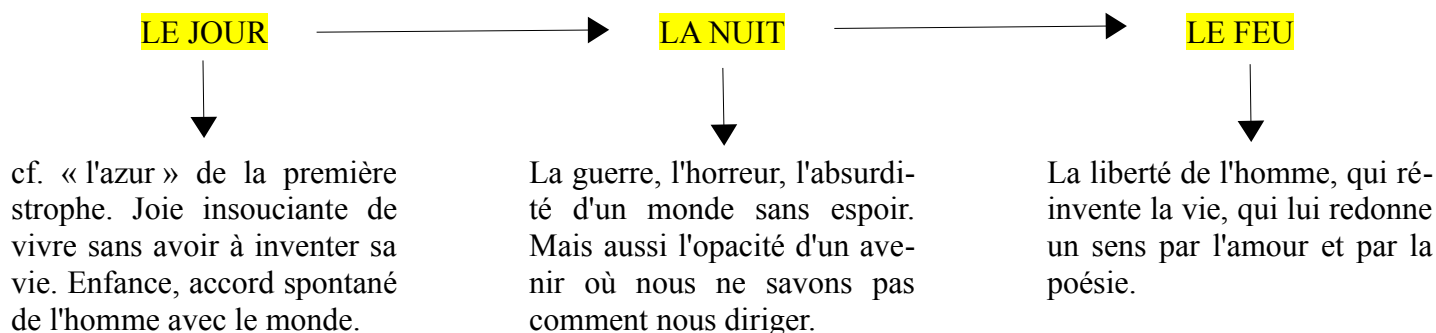 LE JOUR
LA NUIT
LE FEU
cf. « l'azur » de la première
strophe. Joie insouciante de
vivre sans avoir à inventer sa
vie. Enfance, accord spontané
de l'homme avec le monde.
La guerre, l'horreur, l'absurdi-
té d'un monde sans espoir.
Mais aussi l'opacité d'un ave-
nir où nous ne savons pas
comment nous diriger.
La liberté de l'homme, qui ré-
invente la vie, qui lui redonne
un sens par l'amour et par la
poésie.